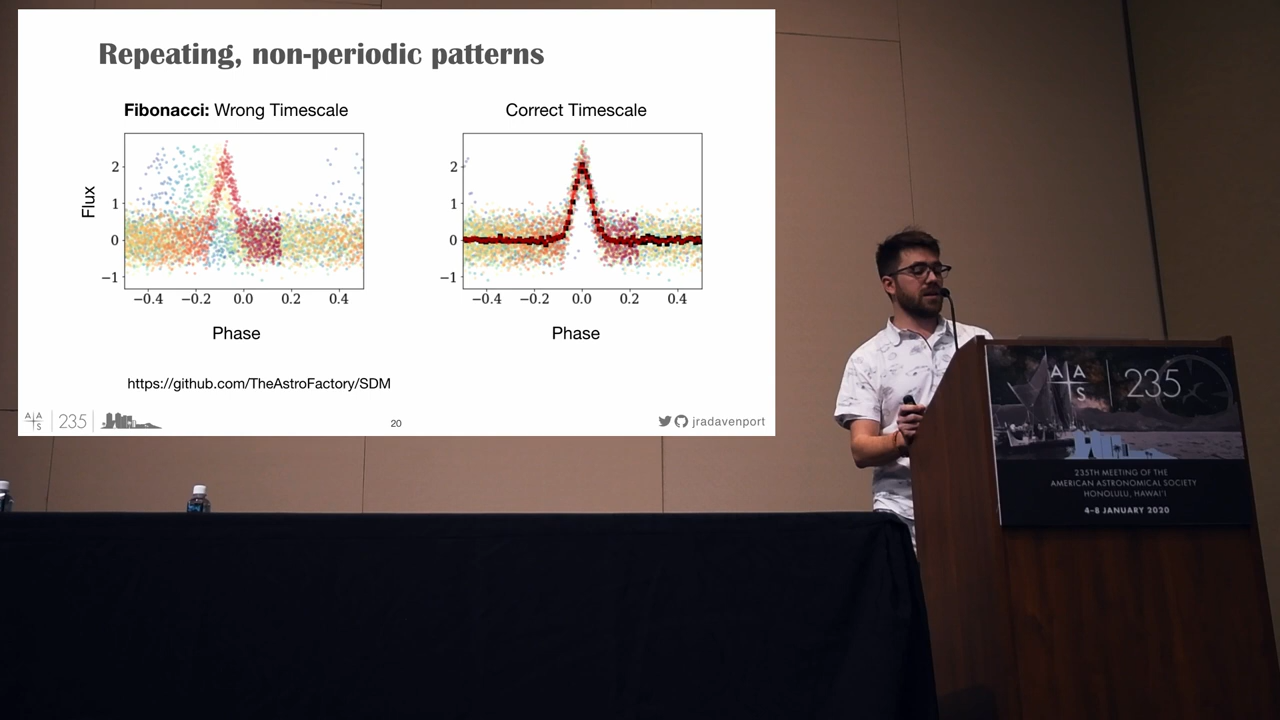 Repeating, non-periodic patterns
Fibonacci: Wrong Timescale
Correct Timescale
Flux
2
1
0
−1
−0.4 −0.2 0.0 0.2 0.4
Phase
2
1
0
−1
−0.4 −0.2 0.0 0.2 0.4
Phase
https://github.com/TheAstroFactory/SDM
AAS 235
20
jradavenport
AAS 235
235TH MEETING OF THE
AMERICAN ASTRONOMICAL SOCIETY
HONOLULU, HAWAI'I
4–8 JANUARY 2020